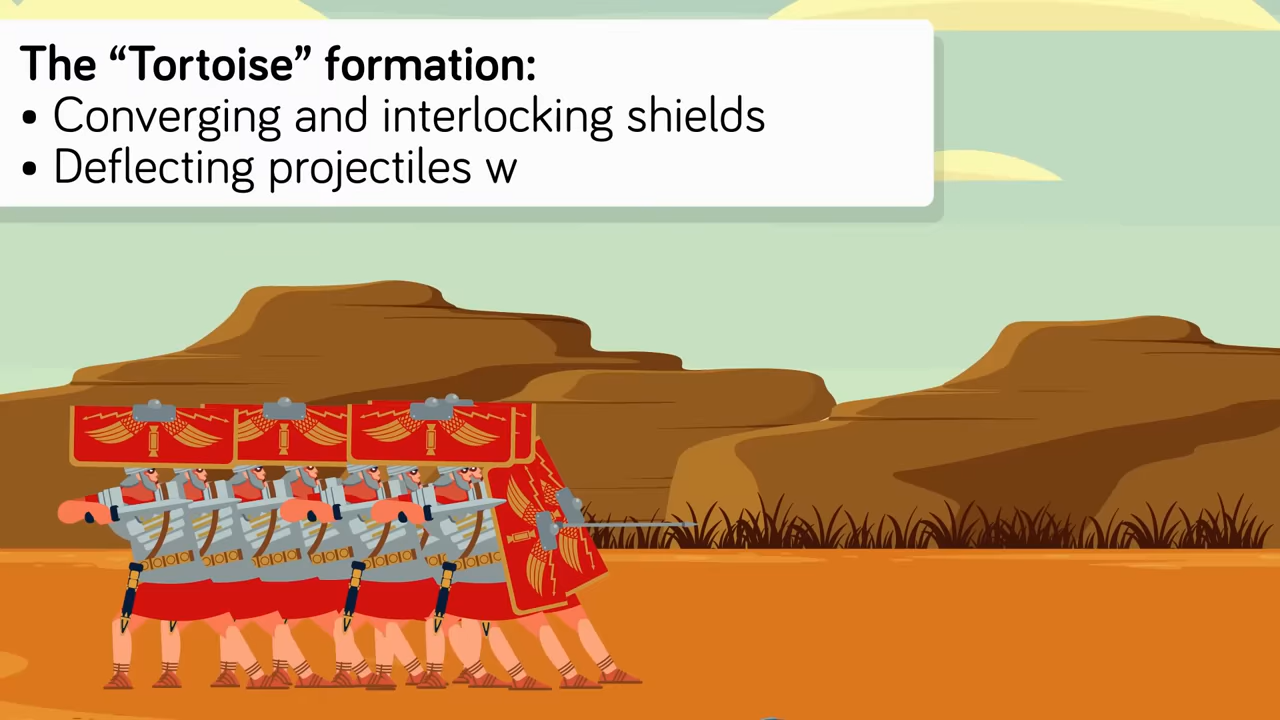 The “Tortoise” formation:
• Converging and interlocking shields
• Deflecting projectiles w